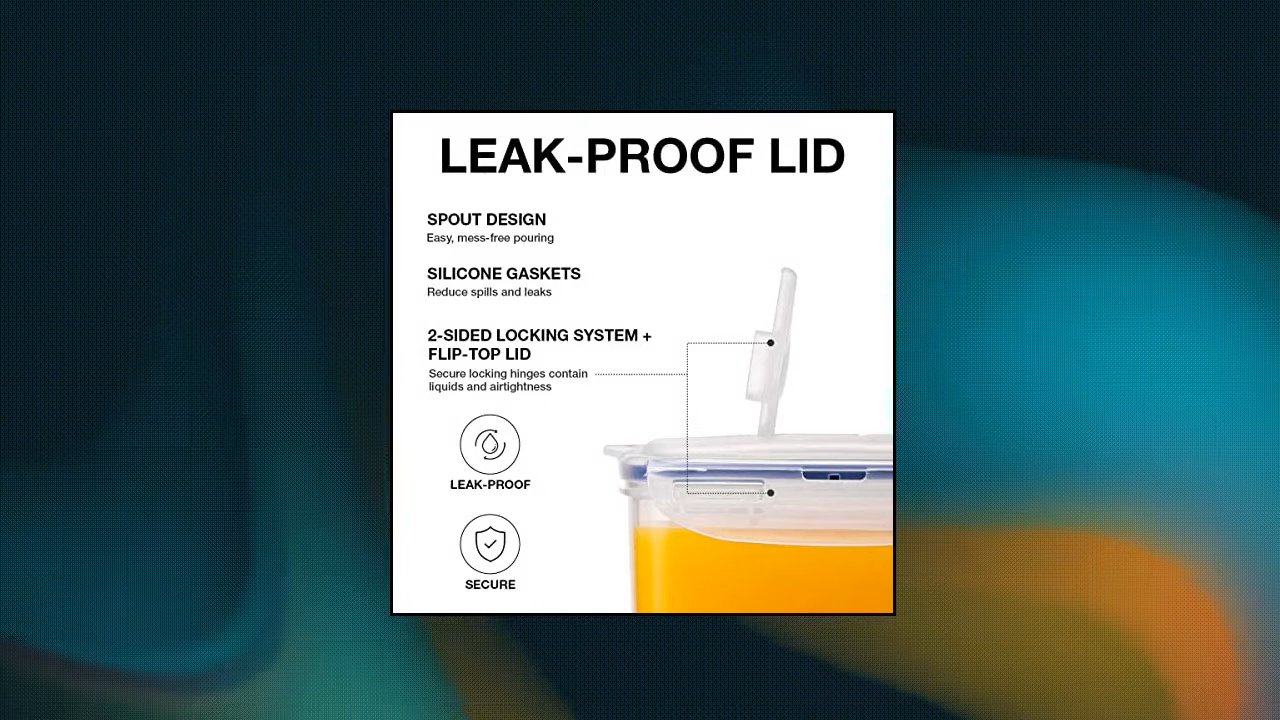 LEAK-PROOF LID
SPOUT DESIGN
Easy, mess-free pouring
SILICONE GASKETS
Reduce spills and leaks
2-SIDED LOCKING SYSTEM +
FLIP-TOP LID
Secure locking hinges contain
liquids and airtightness
LEAK-PROOF
SECURE